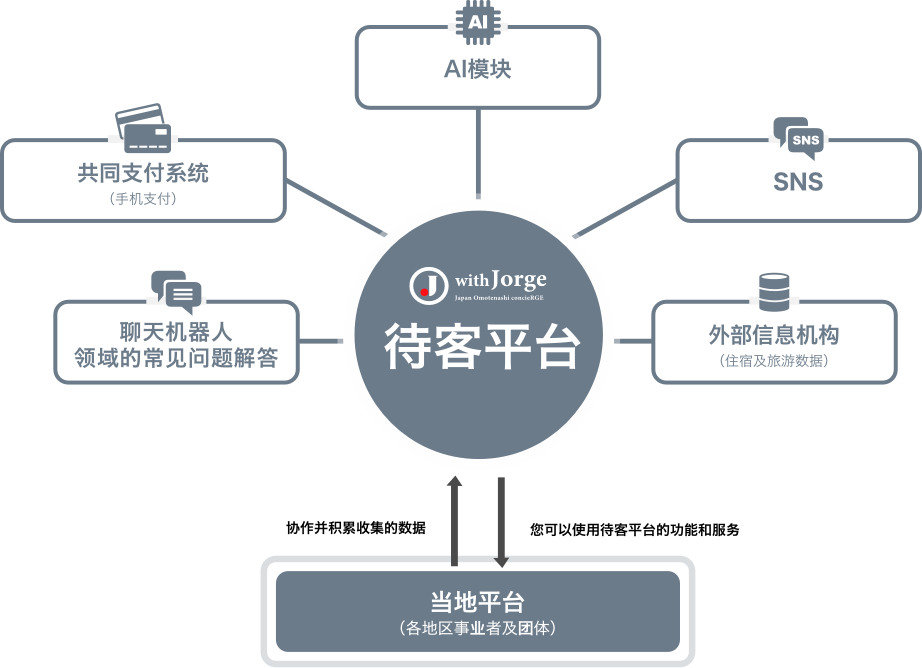 AI
AI模块
共同支付系统
（手机支付）
SNS
SNS
聊天机器人
领域的常见问题解答
J
with Jorge
Japan Omotenashi concieRGE
待客平台
外部信息机构
（住宿及旅游数据）
协作并积累收集的数据
您可以使用待客平台的功能和服务
当地平台
（各地区事业者及团体）